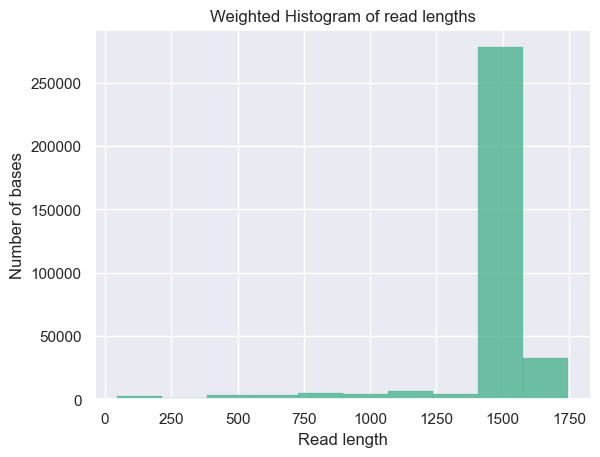 Weighted Histogram of read lengths
Number of bases
250000
200000
150000
100000
50000
0
0 250 500 750 1000 1250 1500 1750
Read length